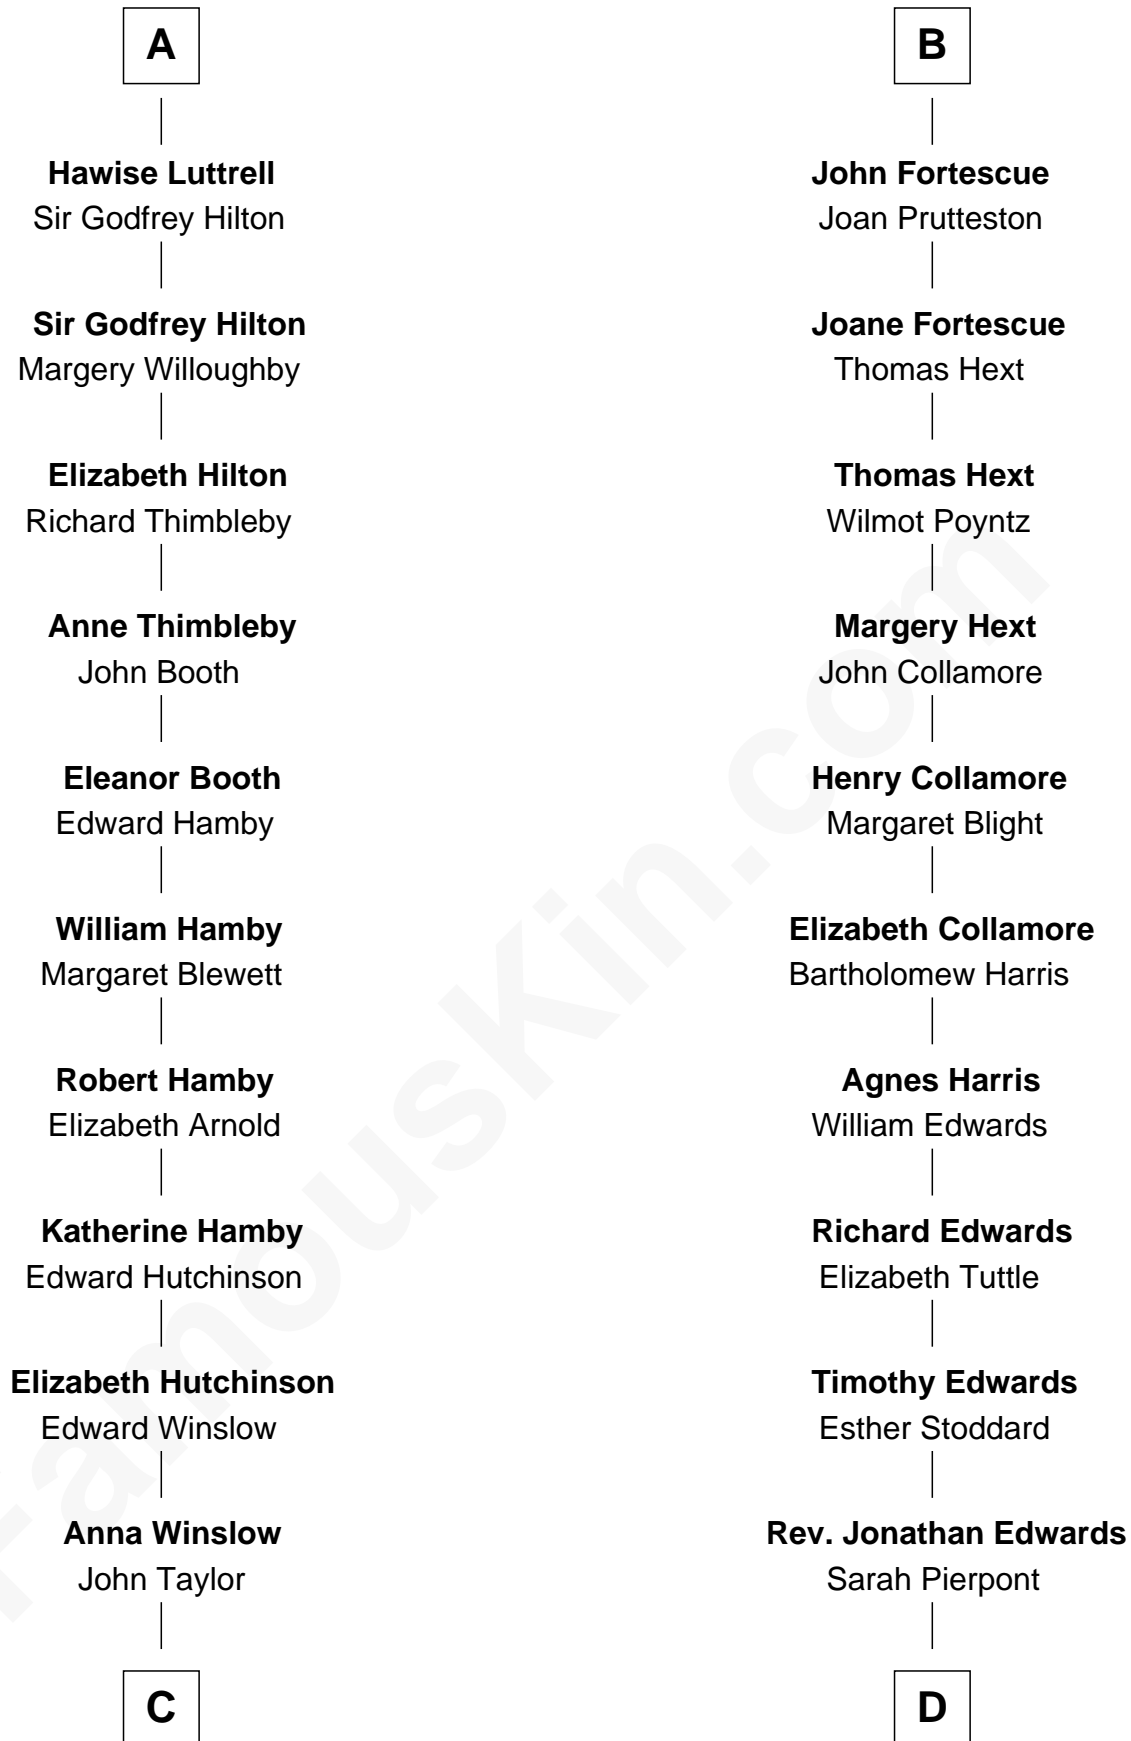 A
Hawise Luttrell
Sir Godfrey Hilton
Sir Godfrey Hilton
Margery Willoughby
Elizabeth Hilton
Richard Thimbleby
Anne Thimbleby
John Booth
Eleanor Booth
Edward Hamby
William Hamby
Margaret Blewett
Robert Hamby
Elizabeth Arnold
Katherine Hamby
Edward Hutchinson
Elizabeth Hutchinson
Edward Winslow
Anna Winslow
John Taylor
C
B
John Fortescue
Joan Prutteston
Joane Fortescue
Thomas Hext
Thomas Hext
Wilmot Poyntz
Margery Hext
John Collamore
Henry Collamore
Margaret Blight
Elizabeth Collamore
Bartholomew Harris
Agnes Harris
William Edwards
Richard Edwards
Elizabeth Tuttle
Timothy Edwards
Esther Stoddard
Rev. Jonathan Edwards
Sarah Pierpont
D
FamousKin.com